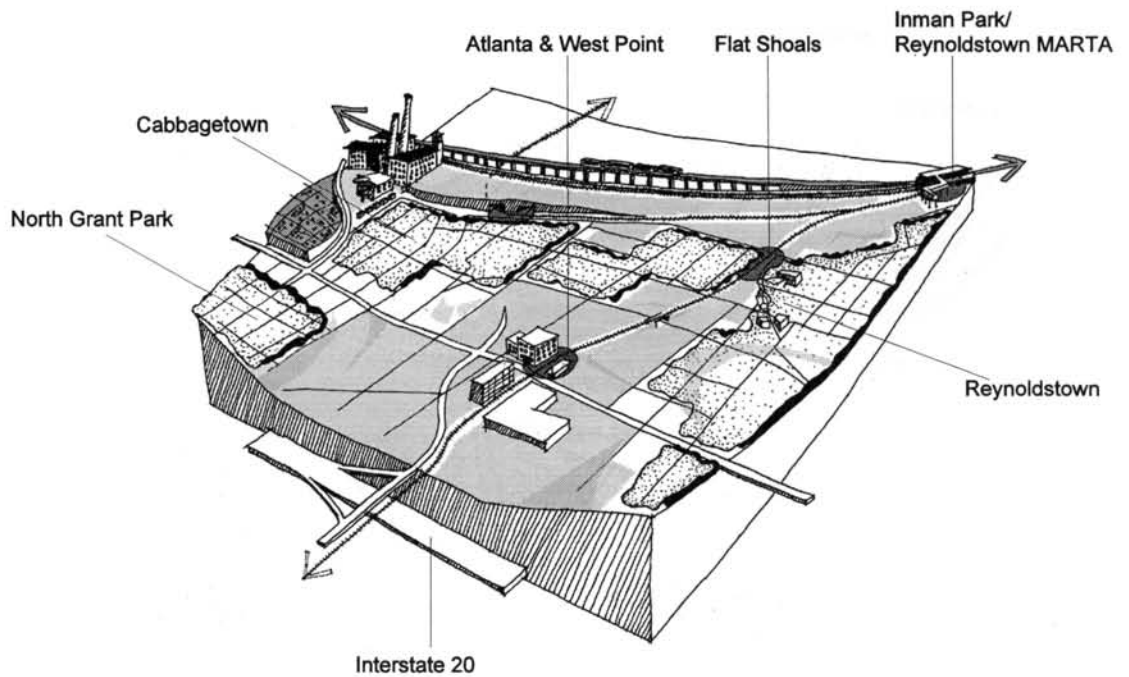 Inman Park/
Reynoldstown MARTA
Atlanta & West Point
Flat Shoals
Cabbagetown
North Grant Park
Reynoldstown
Interstate 20